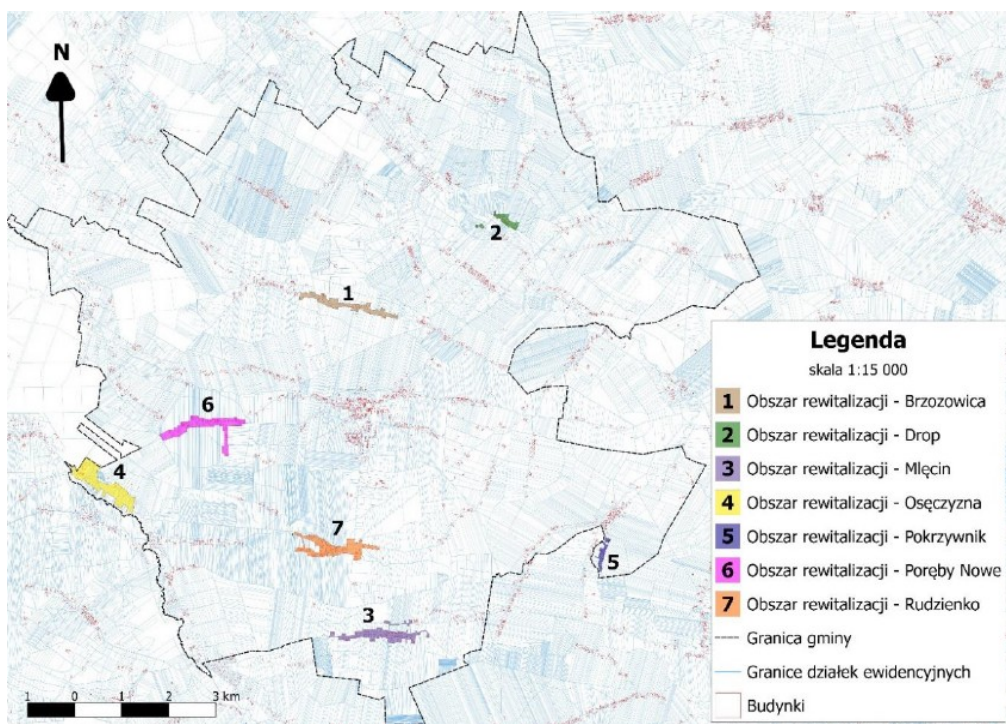 N
2
1
6
4
7
5
3
Legenda
skala 1:15 000
1 Obszar rewitalizacji - Brzozowica
2 Obszar rewitalizacji - Drop
3 Obszar rewitalizacji - Mlęcin
4 Obszar rewitalizacji - Osęczyzna
5 Obszar rewitalizacji - Pokrzywnik
6 Obszar rewitalizacji - Poręby Nowe
7 Obszar rewitalizacji - Rudzienko
Granica gminy
Granice działek ewidencyjnych
Budynki
1 0 1 2 3 km